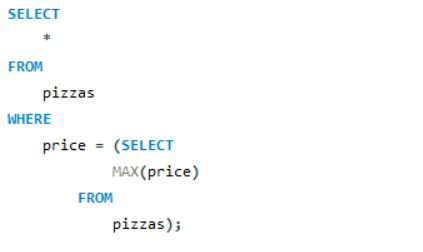 SELECT
*
FROM
pizzas
WHERE
price = (SELECT
MAX(price)
FROM
pizzas);